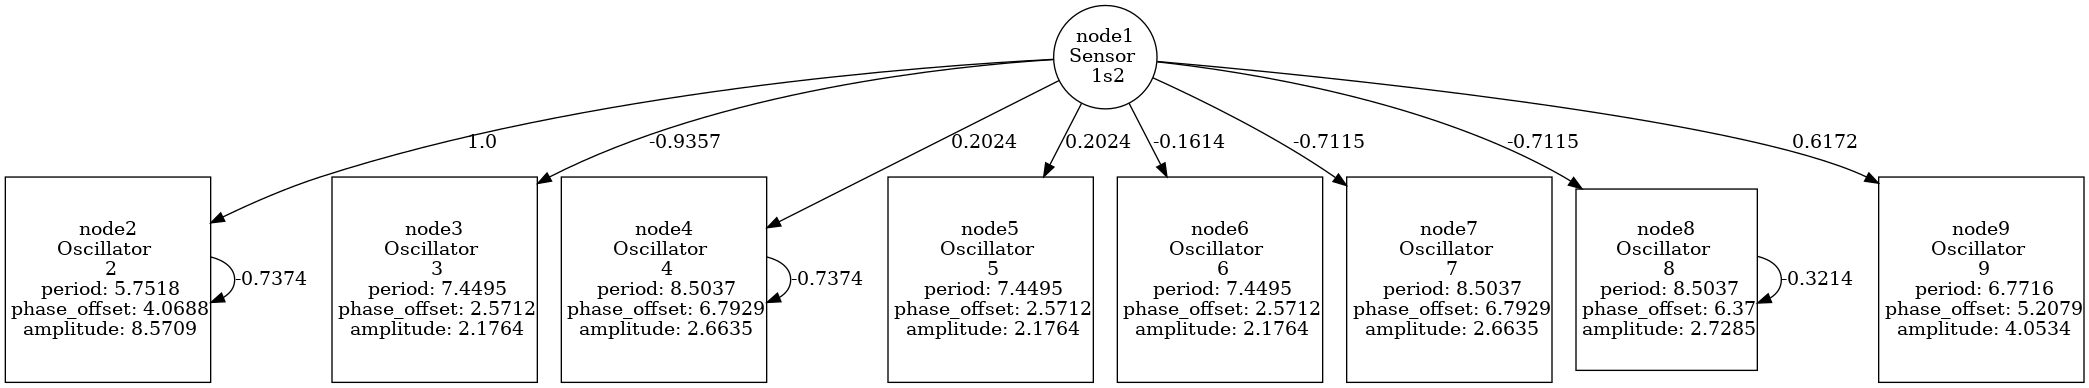 node1
Sensor
1s2
1.0
-0.9357
0.2024
0.2024
-0.1614
-0.7115
-0.7115
0.6172
node2
Oscillator
2
period: 5.7518
phase_offset: 4.0688
amplitude: 8.5709
-0.7374
node3
Oscillator
3
period: 7.4495
phase_offset: 2.5712
amplitude: 2.1764
node4
Oscillator
4
period: 8.5037
phase_offset: 6.7929
amplitude: 2.6635
-0.7374
node5
Oscillator
5
period: 7.4495
phase_offset: 2.5712
amplitude: 2.1764
node6
Oscillator
6
period: 7.4495
phase_offset: 2.5712
amplitude: 2.1764
node7
Oscillator
7
period: 8.5037
phase_offset: 6.7929
amplitude: 2.6635
node8
Oscillator
8
period: 8.5037
phase_offset: 6.37
amplitude: 2.7285
-0.3214
node9
Oscillator
9
period: 6.7716
phase_offset: 5.2079
amplitude: 4.0534